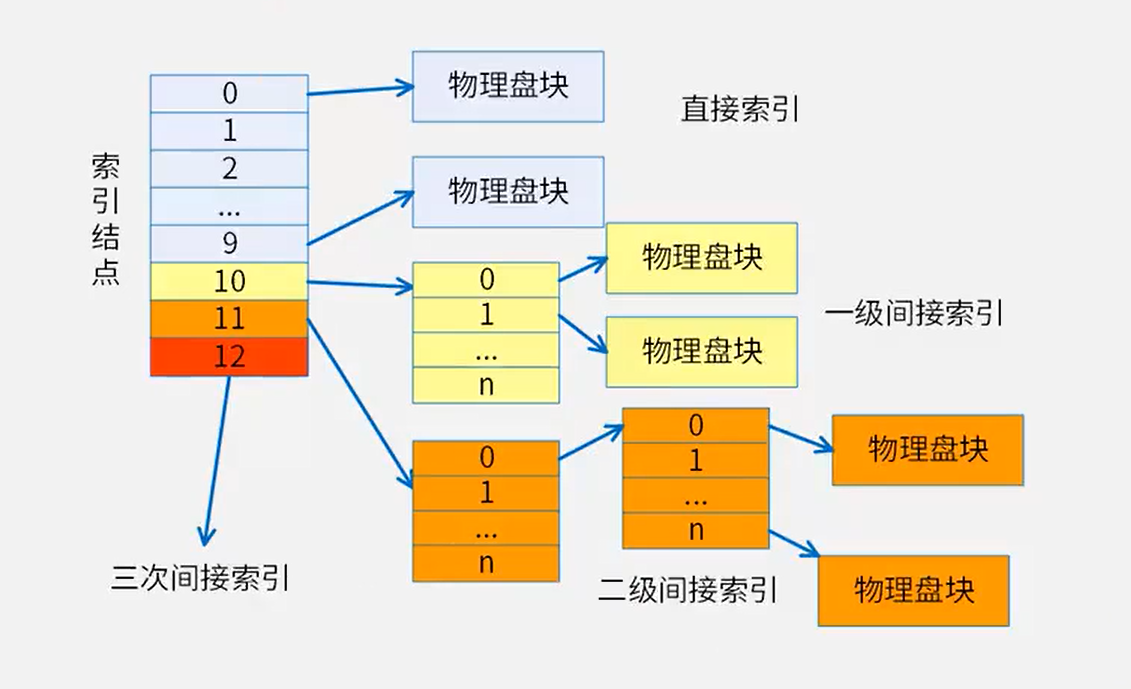 索引结点
0
1
2
...
9
10
11
12
物理盘块
直接索引
物理盘块
0
1
...
n
物理盘块
物理盘块
一级间接索引
0
1
...
n
0
1
...
n
物理盘块
物理盘块
二级间接索引
三次间接索引